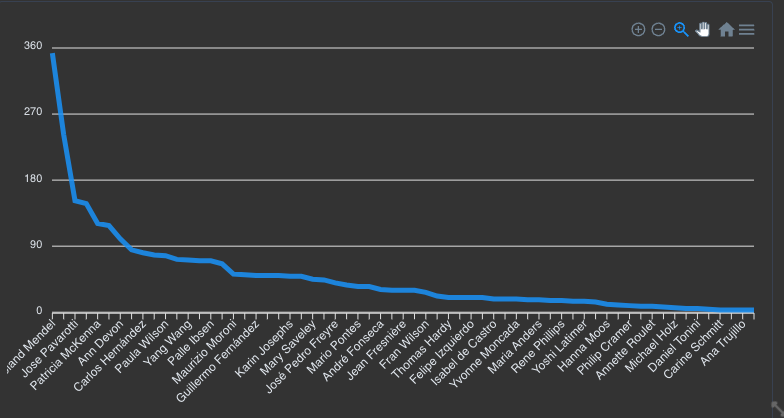 360
270
180
90
0
land Mendel
Jose Pavarotti
Patricia McKenna
Ann Devon
Carlos Hernández
Paula Wilson
Yang Wang
Palle Ibsen
Maurizio Moroni
Guillermo Fernández
Karin Josephs
Mary Saveley
José Pedro Freyre
Mario Pontes
André Fonseca
Jean Fresnière
Fran Wilson
Thomas Hardy
Felipe Izquierdo
Isabel de Castro
Yvonne Moncada
Maria Anders
Rene Phillips
Yoshi Latimer
Hanna Moos
Philip Cramer
Annette Roulet
Michael Holz
Daniel Tonini
Carine Schmitt
Ana Trujillo